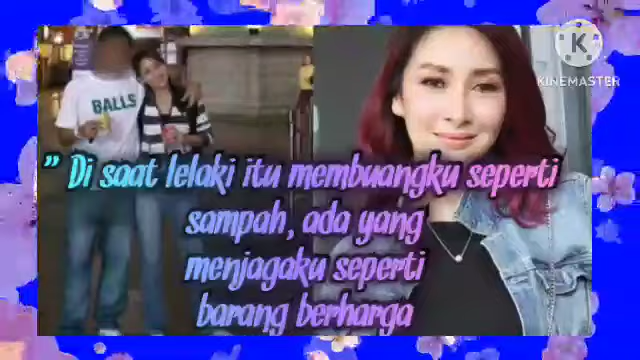 KINEMASTER
BALLS
" Di saat lelaki itu membuangku seperti
sampah, ada yang
menjagaku seperti
barang berharga